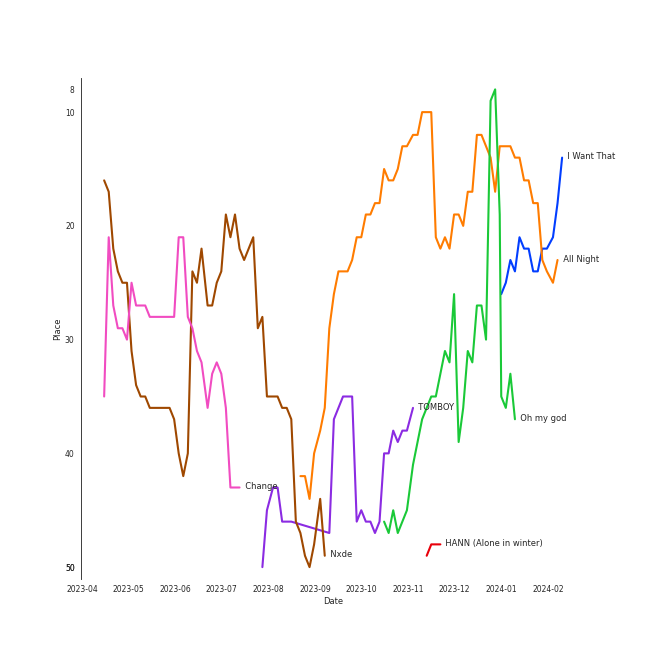 8
10
20
30
40
50
Place
I Want That
All Night
TOMBOY
Oh my god
Change
HANN (Alone in winter)
Nxde
2023-04 2023-05 2023-06 2023-07 2023-08 2023-09 2023-10 2023-11 2023-12 2024-01 2024-02
Date